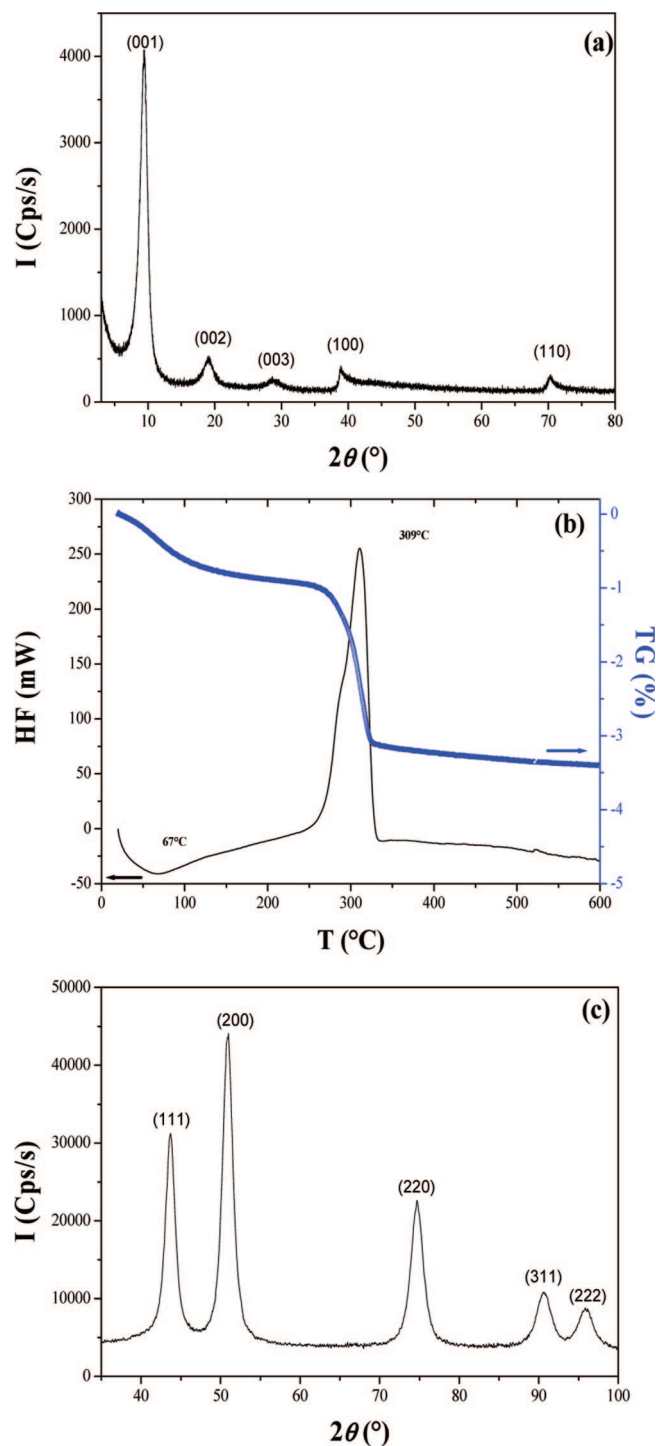 (a)
(001)
4000
3000
2000
1000
0
I (Cps/s)
(002)
(003)
(100)
(110)
10 20 30 40 50 60 70 80
2θ (°)
(b)
300
250
200
150
100
50
0
-50
HF (mW)
309°C
67°C
0
-1
-2
-3
-4
-5
TG (%)
0 100 200 300 400 500 600
T (°C)
(c)
50000
40000
30000
20000
10000
0
I (Cps/s)
(111)
(200)
(220)
(311)
(222)
40 50 60 70 80 90 100
2θ (°)